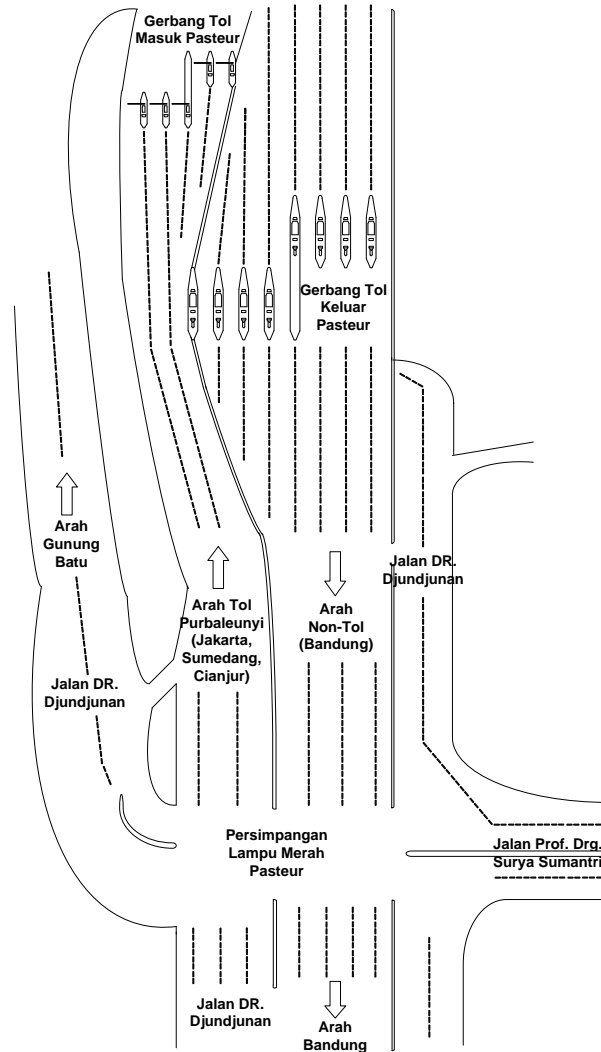 Gerbang Tol
Masuk Pasteur
Gerbang Tol
Keluar
Pasteur
Arah
Gunung
Batu
Jalan DR.
Djundjunan
Arah Tol
Purbaleunyi
(Jakarta,
Sumedang,
Cianjur)
Arah
Non-Tol
(Bandung)
Jalan DR.
Djundjunan
Persimpangan
Lampu Merah
Pasteur
Jalan Prof. Drg.
Surya Sumantri
Jalan DR.
Djundjunan
Arah
Bandung